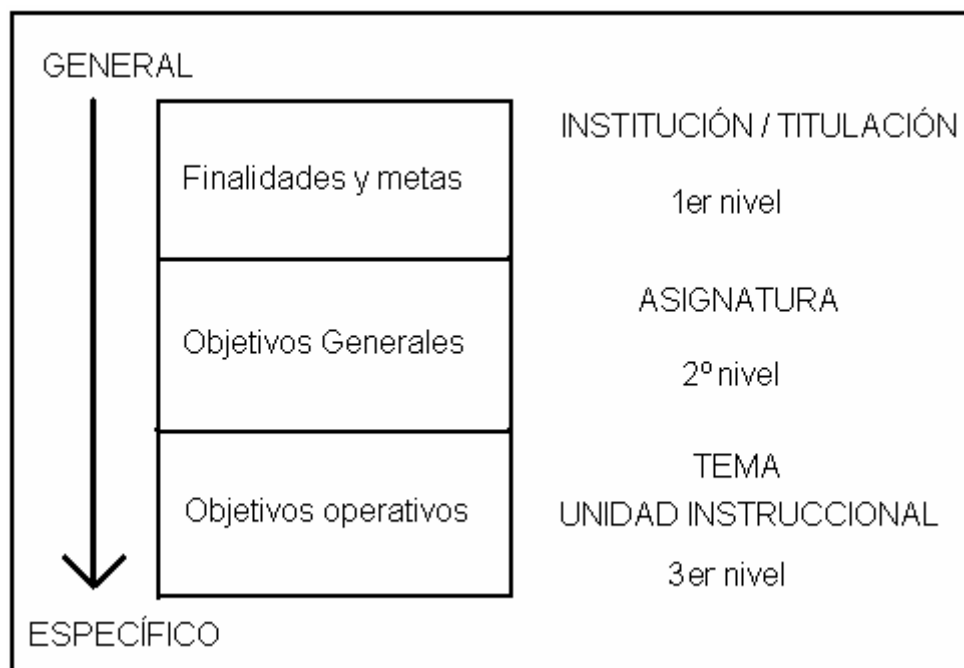 GENERAL
INSTITUCIÓN / TITULACIÓN
Finalidades y metas
1er nivel
ASIGNATURA
Objetivos Generales
2º nivel
TEMA
Objetivos operativos
UNIDAD INSTRUCCIONAL
3er nivel
ESPECÍFICO